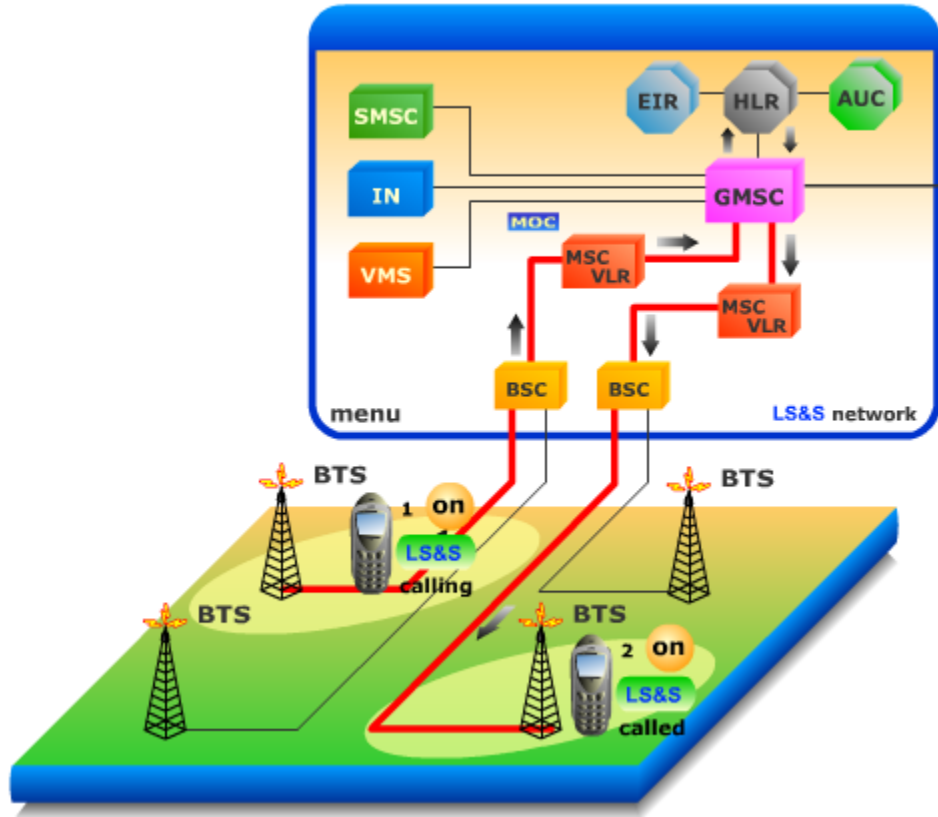 EIR
HLR
AUC
SMSC
IN
GMSC
MOC
VMS
MSC
VLR
MSC
VLR
BSC
BSC
menu
LS&S network
BTS
BTS
1
on
LS&S
calling
BTS
BTS
2
on
LS&S
called